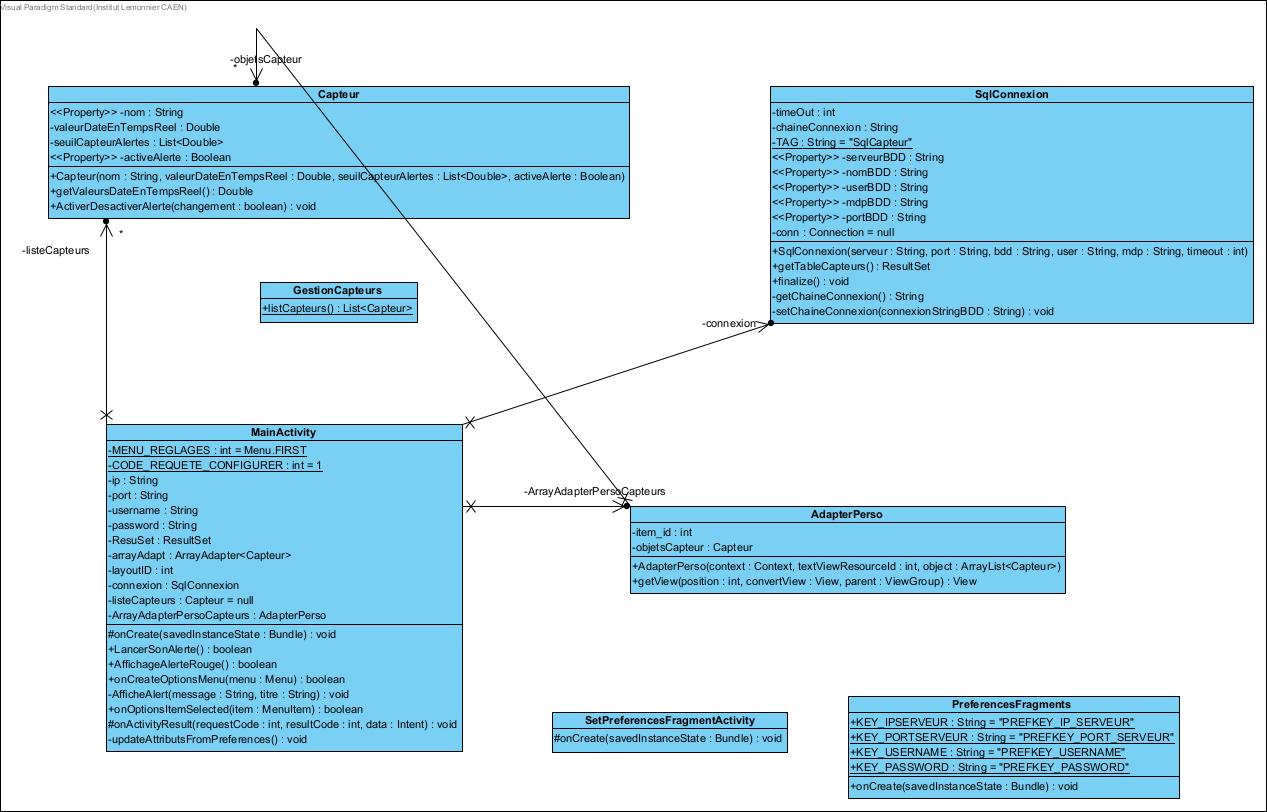 Visual Paradigm Standard(Institut Lemonnier CAEN)
-objetsCapteur
*
Capteur
<<Property>> -nom : String
-valeurDateEnTempsReel : Double
-seuilCapteurAlertes : List<Double>
<<Property>> -activeAlerte : Boolean
+Capteur(nom : String, valeurDateEnTempsReel : Double, seuilCapteurAlertes : List<Double>, activeAlerte : Boolean)
+getValeursDateEnTempsReel() : Double
+ActiverDesactiverAlerte(changement : boolean) : void
SqlConnexion
-timeOut : int
-chaineConnexion : String
-TAG : String = "SqlCapteur"
<<Property>> -serveurBDD : String
<<Property>> -nomBDD : String
<<Property>> -userBDD : String
<<Property>> -mdpBDD : String
<<Property>> -portBDD : String
-conn : Connection = null
+SqlConnexion(serveur : String, port : String, bdd : String, user : String, mdp : String, timeout : int)
+getTableCapteurs() : ResultSet
+finalize() : void
-getChaineConnexion() : String
-setChaineConnexion(connexionStringBDD : String) : void
*
-listeCapteurs
GestionCapteurs
+listCapteurs() : List<Capteur>
-connexion
MainActivity
-MENU_REGLAGES : int = Menu.FIRST
-CODE_REQUETE_CONFIGURER : int = 1
-ip : String
-port : String
-username : String
-password : String
-ResuSet : ResultSet
-arrayAdapt : ArrayAdapter<Capteur>
-layoutID : int
-connexion : SqlConnexion
-listeCapteurs : Capteur = null
-ArrayAdapterPersoCapteurs : AdapterPerso
#onCreate(savedInstanceState : Bundle) : void
+LancerSonAlerte() : boolean
+AffichageAlerteRouge() : boolean
+onCreateOptionsMenu(menu : Menu) : boolean
-AfficheAlert(message : String, titre : String) : void
+onOptionsItemSelected(item : MenuItem) : boolean
#onActivityResult(requestCode : int, resultCode : int, data : Intent) : void
-updateAttributsFromPreferences() : void
-ArrayAdapterPersoCapteurs
AdapterPerso
-item_id : int
-objetsCapteur : Capteur
+AdapterPerso(context : Context, textViewResourceId : int, object : ArrayList<Capteur>)
+getView(position : int, convertView : View, parent : ViewGroup) : View
SetPreferencesFragmentActivity
#onCreate(savedInstanceState : Bundle) : void
PreferencesFragments
+KEY_IPSERVEUR : String = "PREFKEY_IP_SERVEUR"
+KEY_PORTSERVEUR : String = "PREFKEY_PORT_SERVEUR"
+KEY_USERNAME : String = "PREFKEY_USERNAME"
+KEY_PASSWORD : String = "PREFKEY_PASSWORD"
+onCreate(savedInstanceState : Bundle) : void